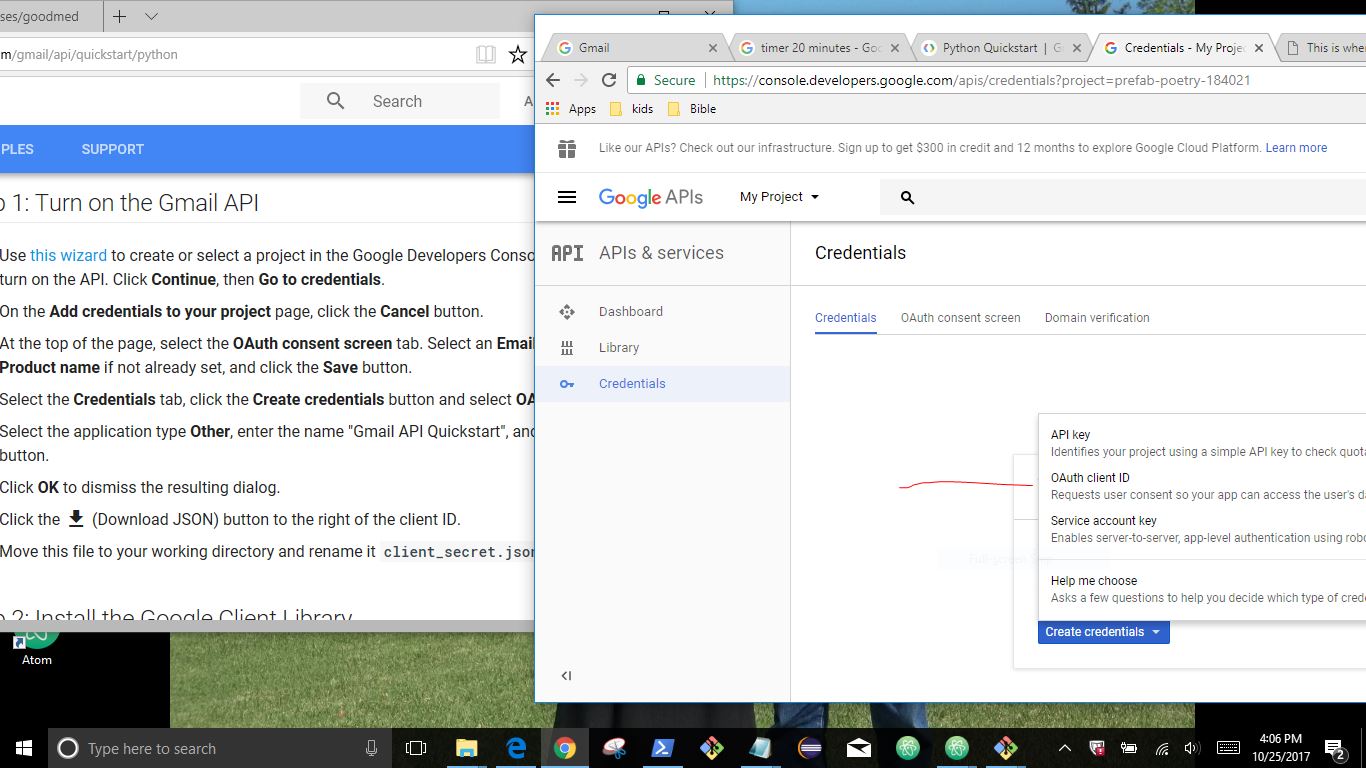 ses/goodmed
m/gmail/api/quickstart/python
Search
A
PLES
SUPPORT
1: Turn on the Gmail API
Use this wizard to create or select a project in the Google Developers Conso
turn on the API. Click Continue, then Go to credentials.
On the Add credentials to your project page, click the Cancel button.
At the top of the page, select the OAuth consent screen tab. Select an Email
Product name if not already set, and click the Save button.
Select the Credentials tab, click the Create credentials button and select OA
Select the application type Other, enter the name "Gmail API Quickstart", and
button.
Click OK to dismiss the resulting dialog.
Click the (Download JSON) button to the right of the client ID.
Move this file to your working directory and rename it client_secret.json
2: Install the Google Client Library
Gmail
timer 20 minutes - Goo
Python Quickstart | G
Credentials - My Projec
This is whe
Secure
https://console.developers.google.com/apis/credentials?project=prefab-poetry-184021
Apps
kids
Bible
Like our APIs? Check out our infrastructure. Sign up to get $300 in credit and 12 months to explore Google Cloud Platform. Learn more
Google APIs
My Project
API APIs & services
Credentials
Dashboard
Library
Credentials
Credentials
OAuth consent screen
Domain verification
API key
Identifies your project using a simple API key to check quota
OAuth client ID
Requests user consent so your app can access the user's da
Service account key
Enables server-to-server, app-level authentication using robo
Help me choose
Asks a few questions to help you decide which type of crede
Create credentials
Atom
Type here to search
4:06 PM
10/25/2017
2